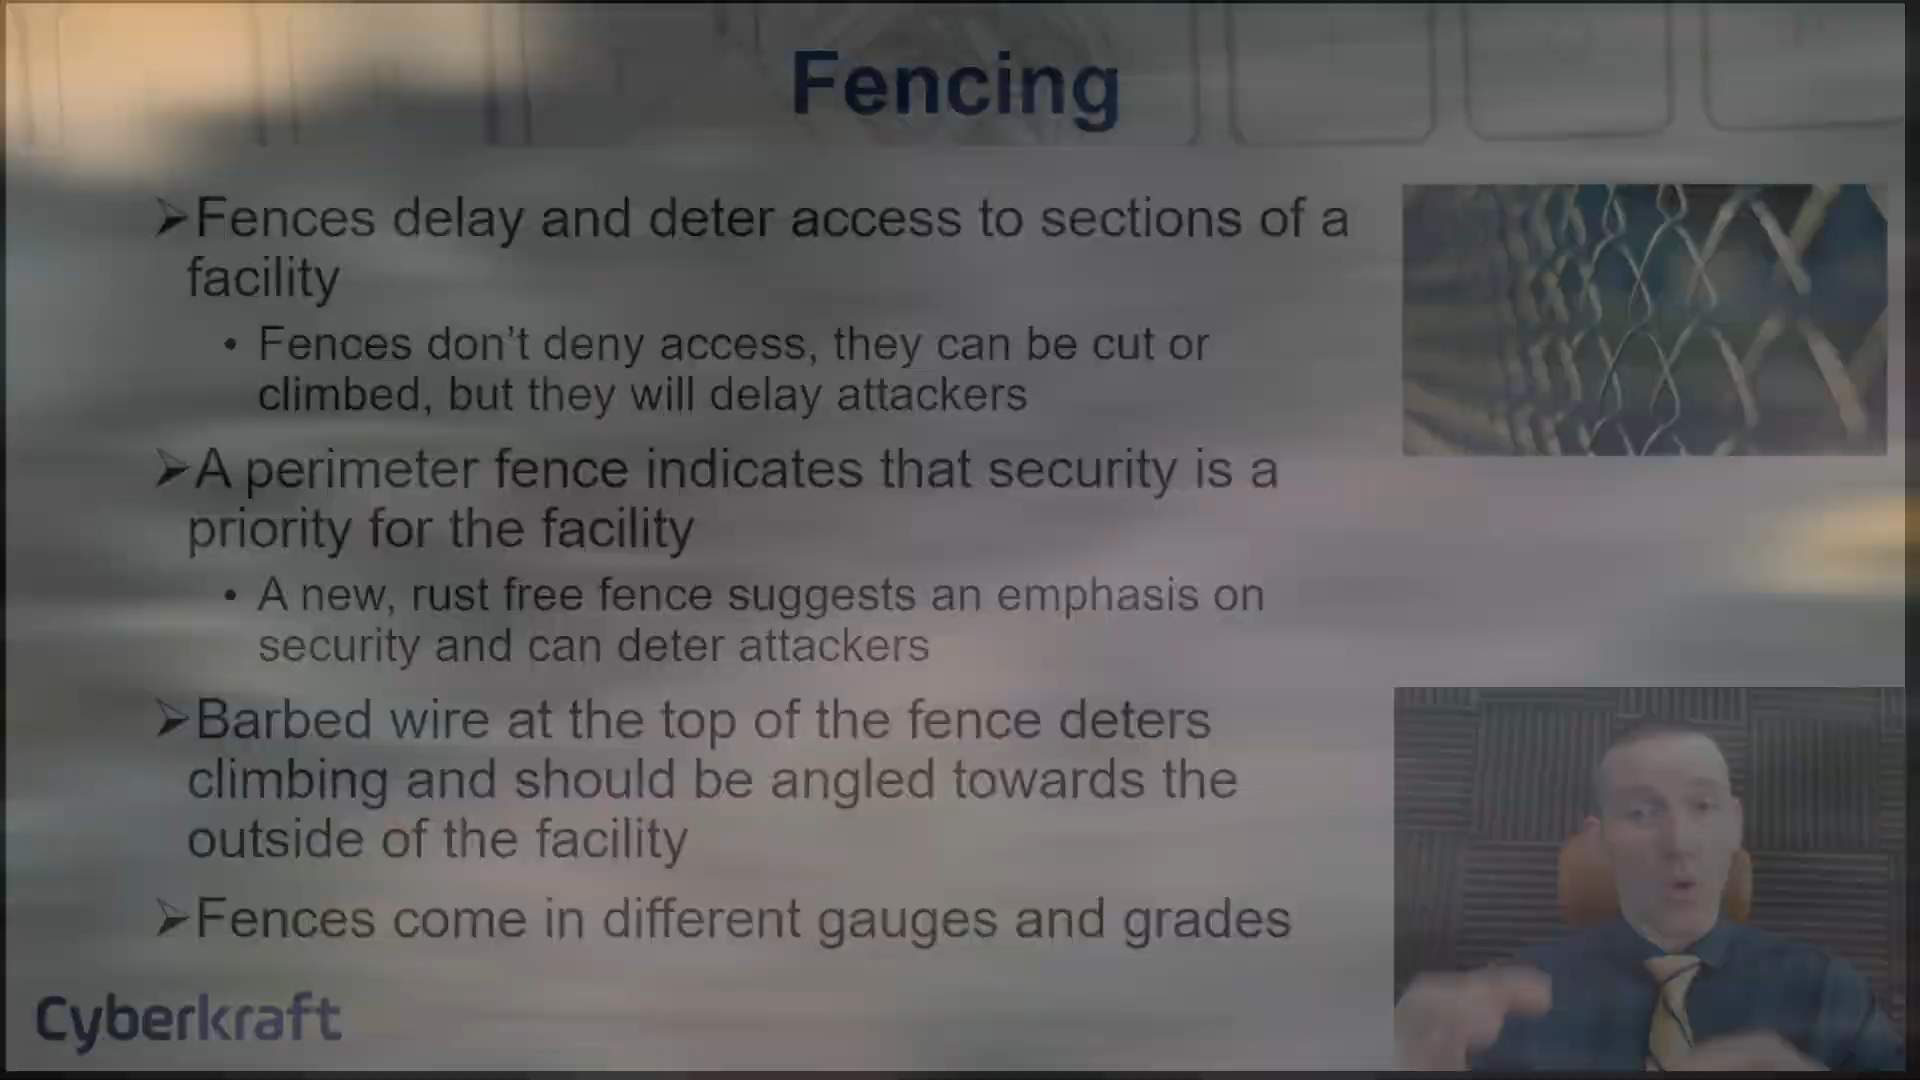 Fencing
➢Fences delay and deter access to sections of a
facility
• Fences don't deny access, they can be cut or
climbed, but they will delay attackers
➢A perimeter fence indicates that security is a
priority for the facility
• A new, rust free fence suggests an emphasis on
security and can deter attackers
➢Barbed wire at the top of the fence deters
climbing and should be angled towards the
outside of the facility
➢Fences come in different gauges and grades
Cyberkraft